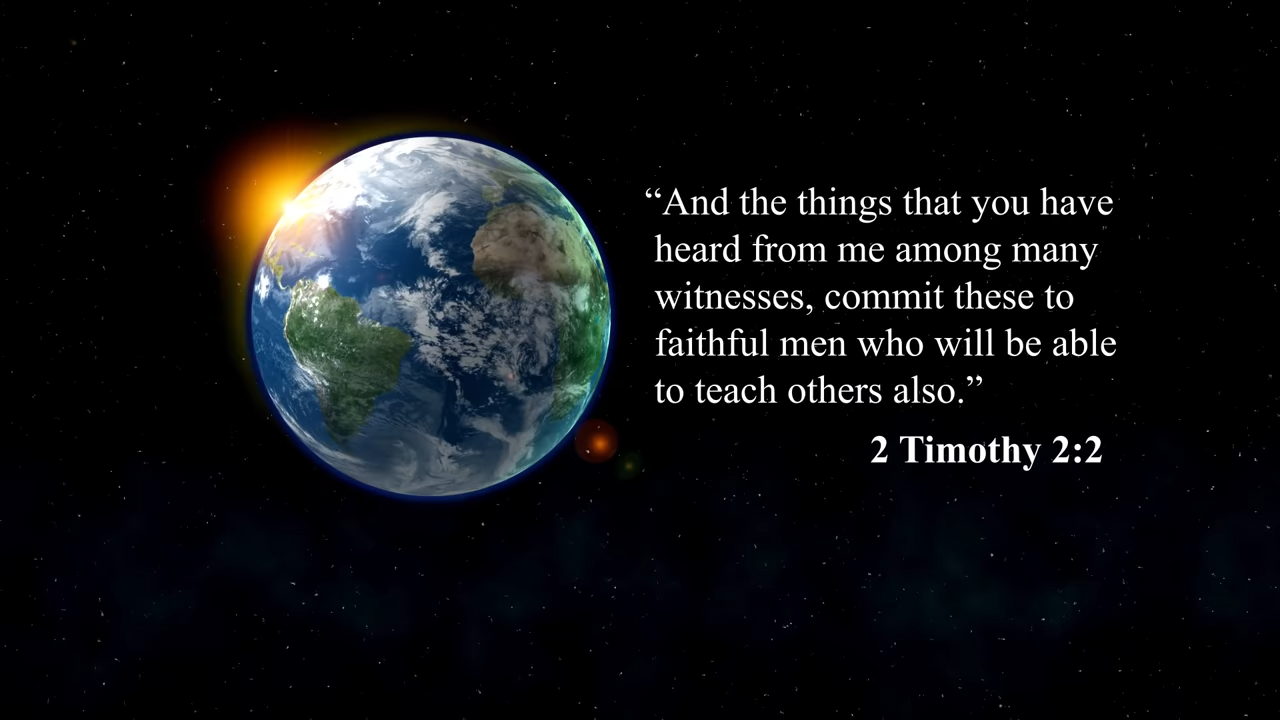 “And the things that you have
heard from me among many
witnesses, commit these to
faithful men who will be able
to teach others also.”
2 Timothy 2:2